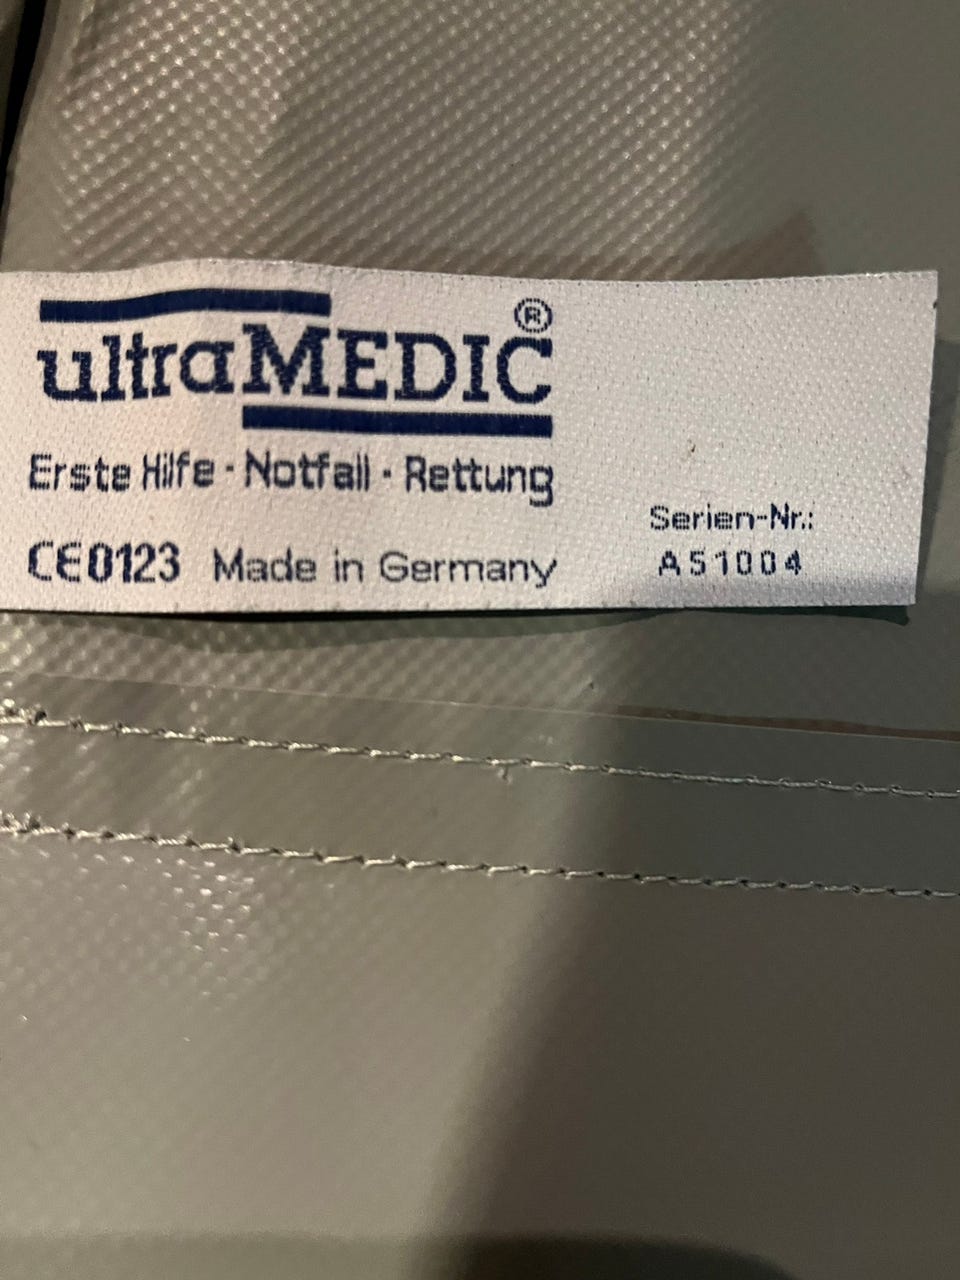 ultraMEDIC®
Erste Hilfe · Notfall · Rettung
CE0123 Made in Germany
Serien-Nr.:
A51004